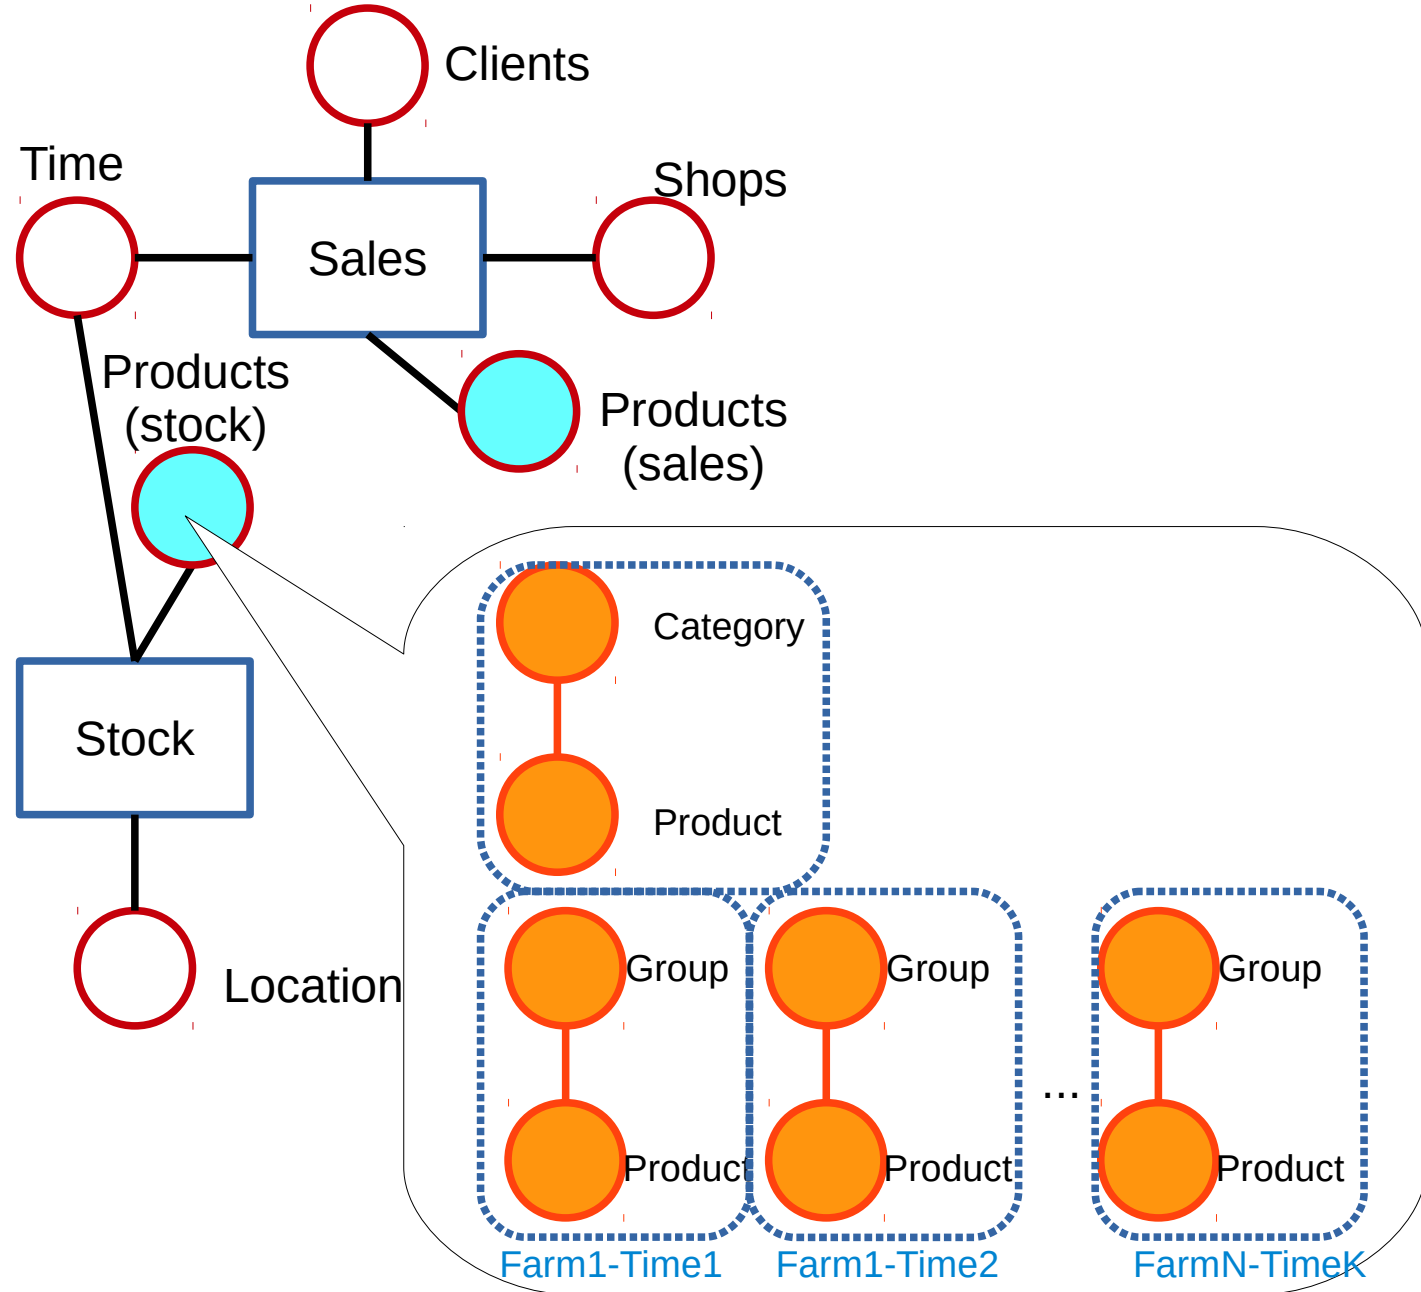 Clients
Time
Shops
Sales
Products
(stock)
Products
(sales)
Category
Stock
Product
Location
Group
Group
Group
...
Product
Product
Product
Farm1-Time1
Farm1-Time2
FarmN-TimeK